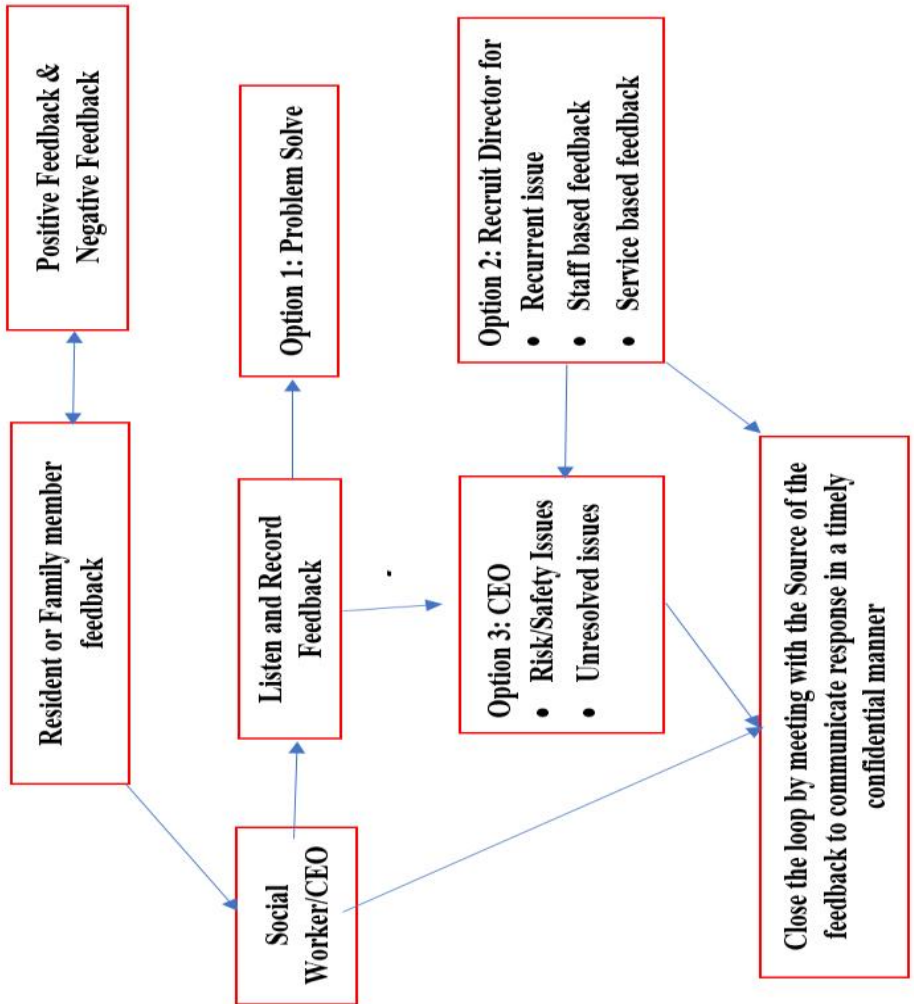 Resident or Family member
feedback
Positive Feedback &
Negative Feedback
Social
Worker/CEO
Listen and Record
Feedback
Option 1: Problem Solve
Option 3: CEO
• Risk/Safety Issues
• Unresolved issues
Option 2: Recruit Director for
• Recurrent issue
• Staff based feedback
• Service based feedback
Close the loop by meeting with the Source of the
feedback to communicate response in a timely
confidential manner